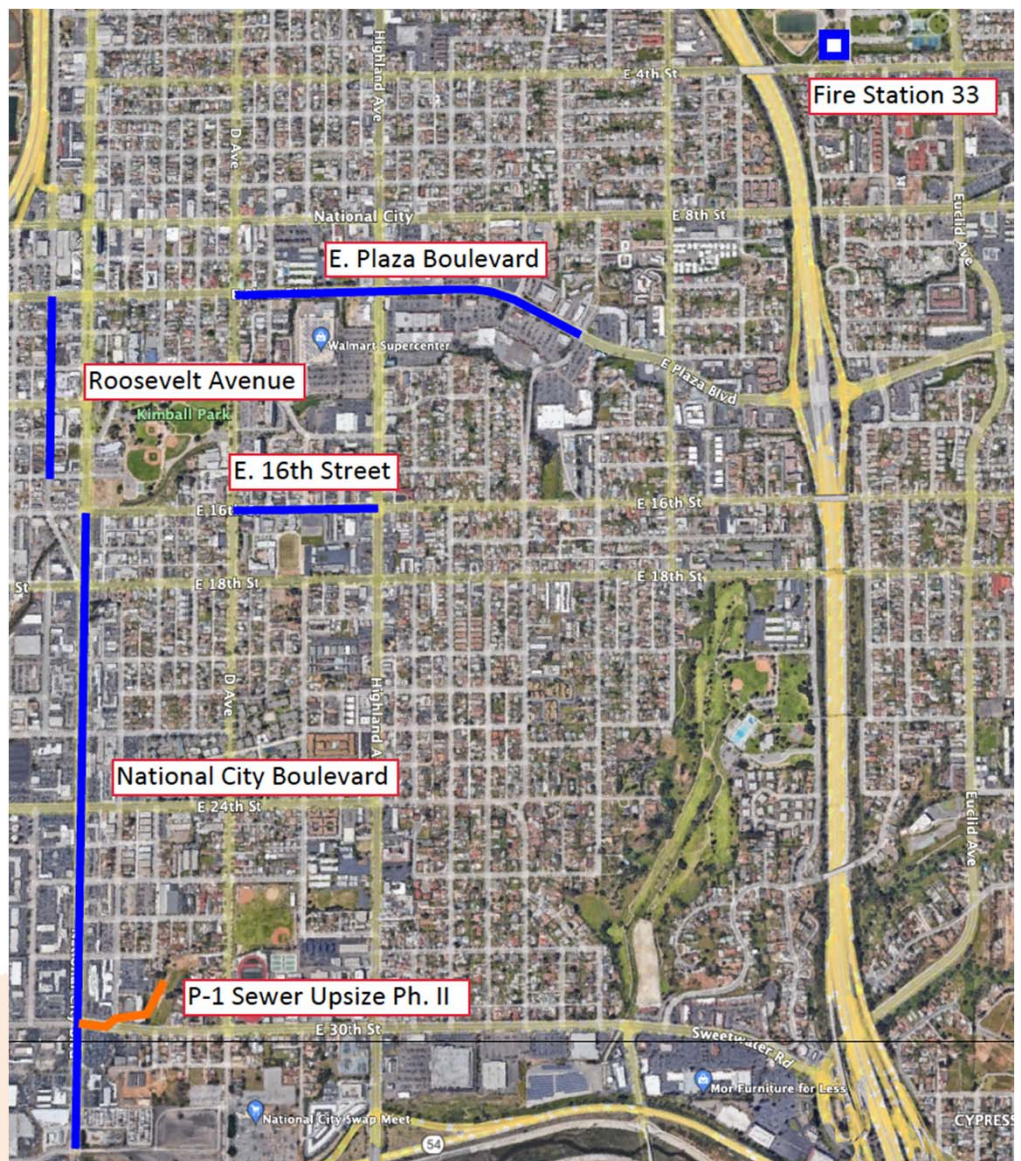 Highland Ave
E 4th St
Fire Station 33
D Ave
National City
E 8th St
Euclid Ave
E. Plaza Boulevard
Walmart Supercenter
E Plaza Blvd
Roosevelt Avenue
Kimball Park
E. 16th Street
E 16t
E 16th St
St
E 18th St
E 18th St
D Ave
Highland A
National City Boulevard
E 24th St
Euclid Ave
P-1 Sewer Upsize Ph. II
E 30th St
Sweetwater Rd
Mor Furniture for Less
National City Swap Meet
54
CYPRESS